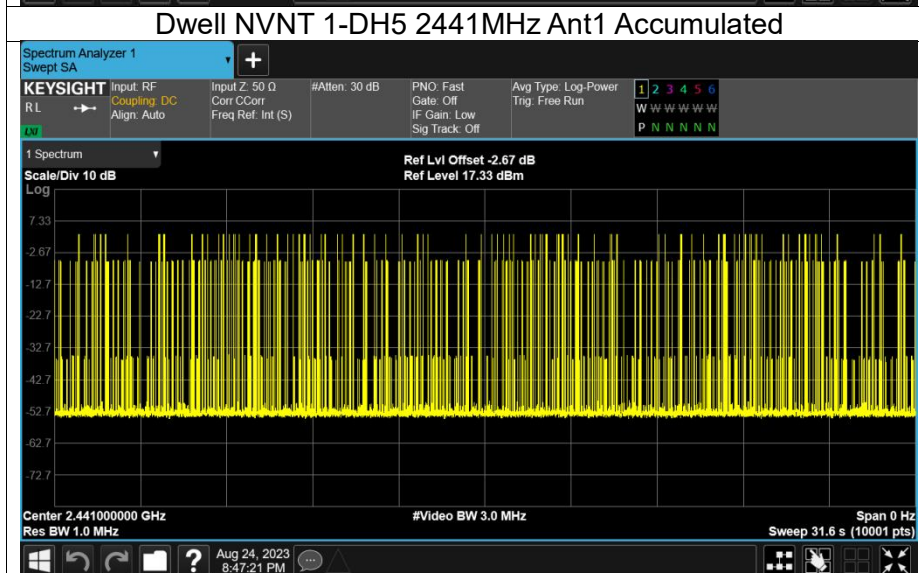 Dwell NVNT 1-DH5 2441MHz Ant1 Accumulated
Spectrum Analyzer 1
Swept SA
+
KEYSIGHT Input: RF Input Z: 50 Ω #Atten: 30 dB PNO: Fast Avg Type: Log-Power 1 2 3 4 5 6
R L Coupling: DC Corr CCorr Gate: Off Trig: Free Run W W W W W W
Align: Auto Freq Ref: Int (S) IF Gain: Low
LXI Sig Track: Off P N N N N N
1 Spectrum Ref Lvl Offset -2.67 dB
Scale/Div 10 dB Ref Level 17.33 dBm
Log
7.33
-2.67
-12.7
-22.7
-32.7
-42.7
-52.7
-62.7
-72.7
Center 2.441000000 GHz #Video BW 3.0 MHz Span 0 Hz
Res BW 1.0 MHz Sweep 31.6 s (10001 pts)
? Aug 24, 2023
8:47:21 PM